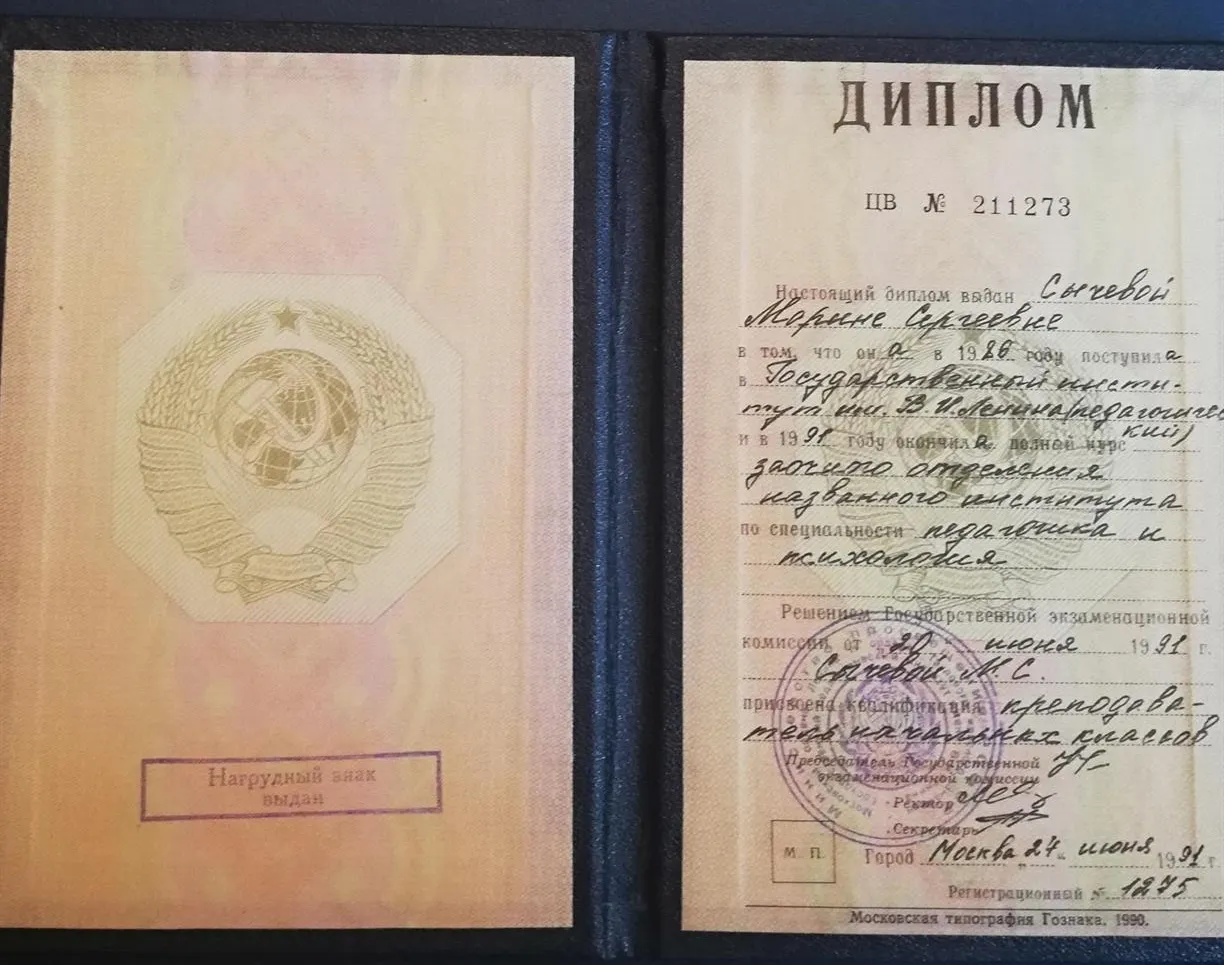 Нагрудный знак
выдан
ДИПЛОМ
ЦВ № 211273
Настоящий диплом выдан Сычевой
Марине Сергеевне
в том, что он а в 1986 году поступила
в Государственный инсти-
тут им. В.И. Ленина (педагогичес
кий)
и в 1991 году окончила полный курс
заочного отделения
названного института
по специальности педагогика и
психология
Решением Государственной экзаменационной
комиссии от 20 июня 1991 г.
Сычевой М. С.
присвоена квалификация преподава-
тель начальных классов
Председатель Государственной
экзаменационной комиссии
Ректор
Секретарь
М. П.
Город Москва 27 июня 1991 г.
Регистрационный № 1275
Московская типография Гознака. 1990.